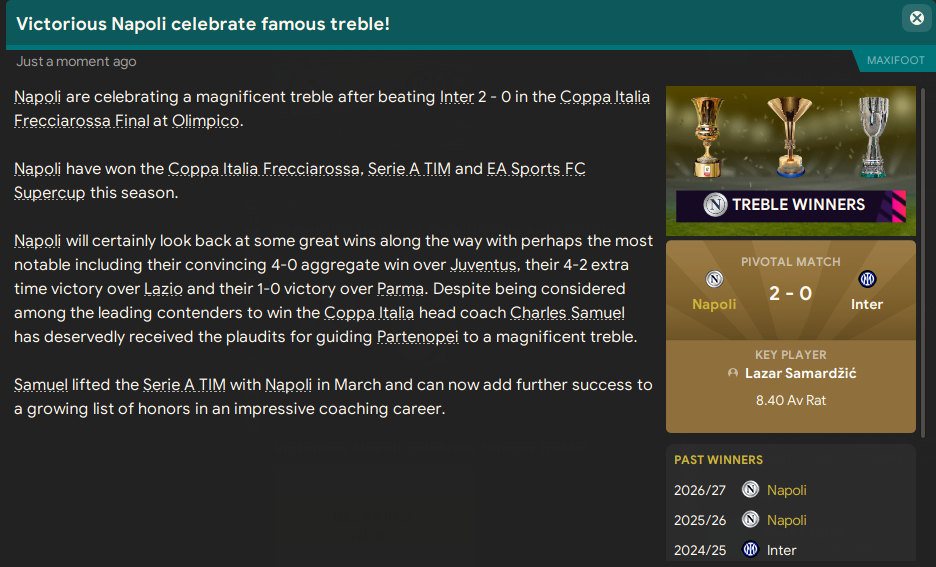 Victorious Napoli celebrate famous treble!
Just a moment ago
MAXIFOOT
Napoli are celebrating a magnificent treble after beating Inter 2 - 0 in the Coppa Italia
Frecciarossa Final at Olimpico.
Napoli have won the Coppa Italia Frecciarossa, Serie A TIM and EA Sports FC
Supercup this season.
Napoli will certainly look back at some great wins along the way with perhaps the most
notable including their convincing 4-0 aggregate win over Juventus, their 4-2 extra
time victory over Lazio and their 1-0 victory over Parma. Despite being considered
among the leading contenders to win the Coppa Italia head coach Charles Samuel
has deservedly received the plaudits for guiding Partenopei to a magnificent treble.
Samuel lifted the Serie A TIM with Napoli in March and can now add further success to
a growing list of honors in an impressive coaching career.
N TREBLE WINNERS
PIVOTAL MATCH
N
2 - 0
Napoli
Inter
KEY PLAYER
Lazar Samardžić
8.40 Av Rat
PAST WINNERS
2026/27 N Napoli
2025/26 N Napoli
2024/25 Inter